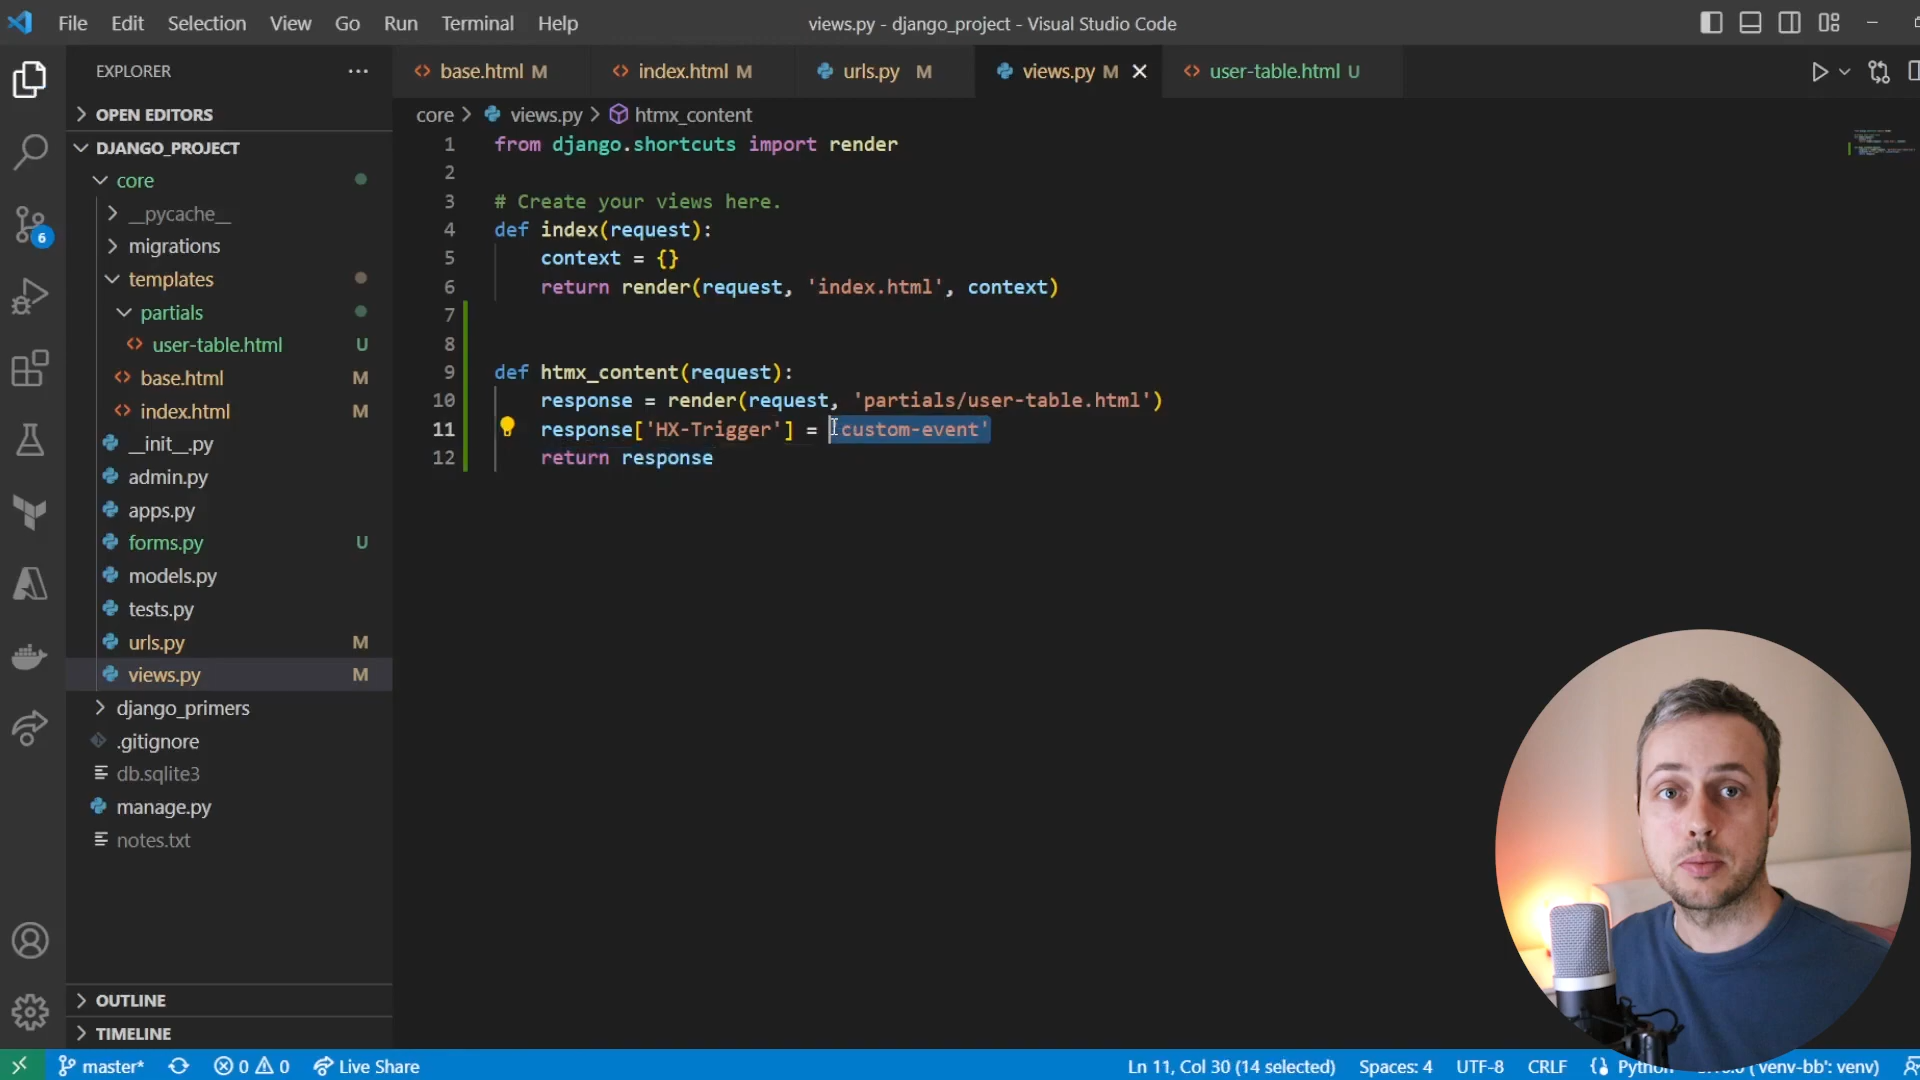 File Edit Selection View Go Run Terminal Help
views.py - django_project - Visual Studio Code
EXPLORER
OPEN EDITORS
DJANGO_PROJECT
core
__pycache__
migrations
templates
partials
user-table.html U
base.html M
index.html M
__init__.py
admin.py
apps.py
forms.py U
models.py
tests.py
urls.py M
views.py M
django_primers
.gitignore
db.sqlite3
manage.py
notes.txt
OUTLINE
TIMELINE
6
base.html M index.html M urls.py M views.py M user-table.html U
core > views.py > htmx_content
1 from django.shortcuts import render
2
3 # Create your views here.
4 def index(request):
5 context = {}
6 return render(request, 'index.html', context)
7
8
9 def htmx_content(request):
10 response = render(request, 'partials/user-table.html')
11 response['HX-Trigger'] = 'custom-event'
12 return response
master* 0 0 Live Share Ln 11, Col 30 (14 selected) Spaces: 4 UTF-8 CRLF Python ('venv-bb': venv)